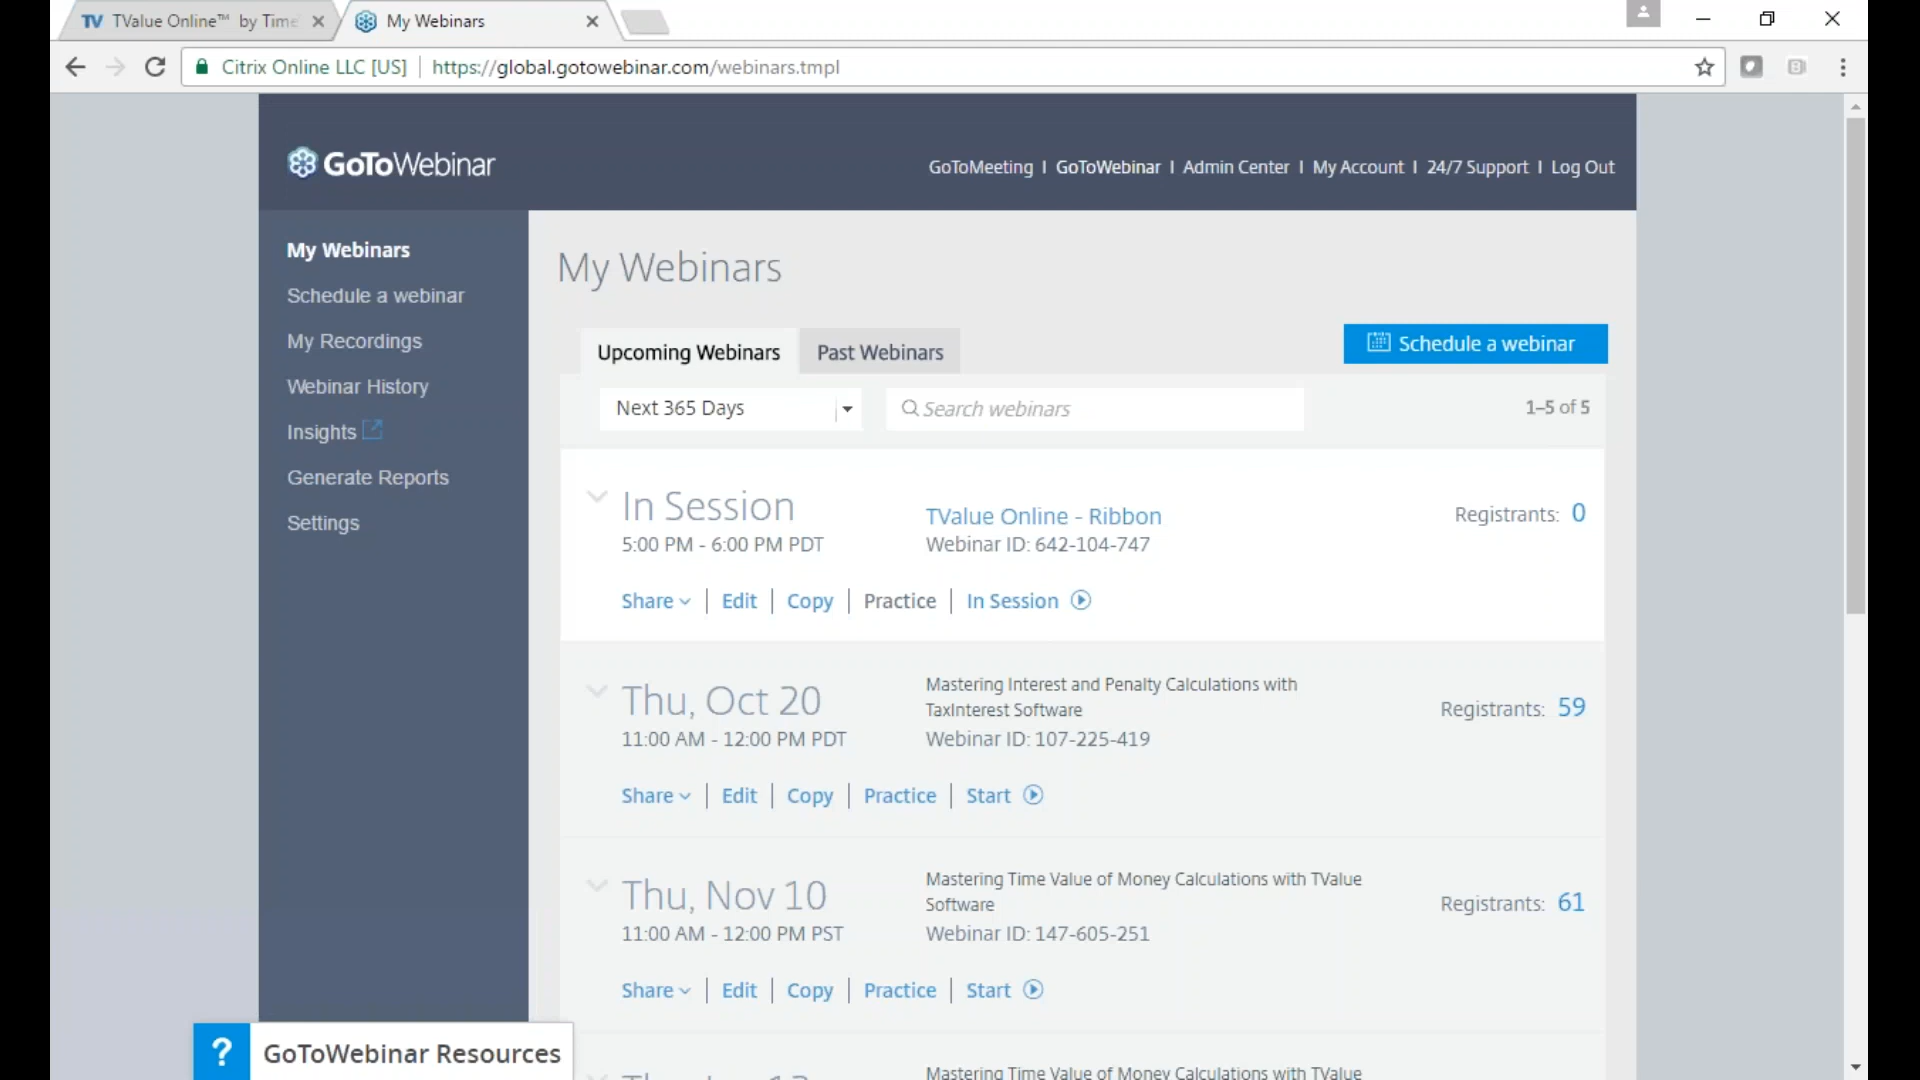 TV TValue Online™ by Time
My Webinars
Citrix Online LLC [US] https://global.gotowebinar.com/webinars.tmpl
GoToWebinar
GoToMeeting | GoToWebinar | Admin Center | My Account | 24/7 Support | Log Out
My Webinars
Schedule a webinar
My Recordings
Webinar History
Insights
Generate Reports
Settings
My Webinars
Upcoming Webinars
Past Webinars
Schedule a webinar
Next 365 Days
Search webinars
1–5 of 5
In Session
5:00 PM - 6:00 PM PDT
TValue Online - Ribbon
Webinar ID: 642-104-747
Registrants: 0
Share | Edit | Copy | Practice | In Session
Thu, Oct 20
11:00 AM - 12:00 PM PDT
Mastering Interest and Penalty Calculations with
TaxInterest Software
Webinar ID: 107-225-419
Registrants: 59
Share | Edit | Copy | Practice | Start
Thu, Nov 10
11:00 AM - 12:00 PM PST
Mastering Time Value of Money Calculations with TValue
Software
Webinar ID: 147-605-251
Registrants: 61
Share | Edit | Copy | Practice | Start
Mastering Time Value of Money Calculations with TValue
? GoToWebinar Resources